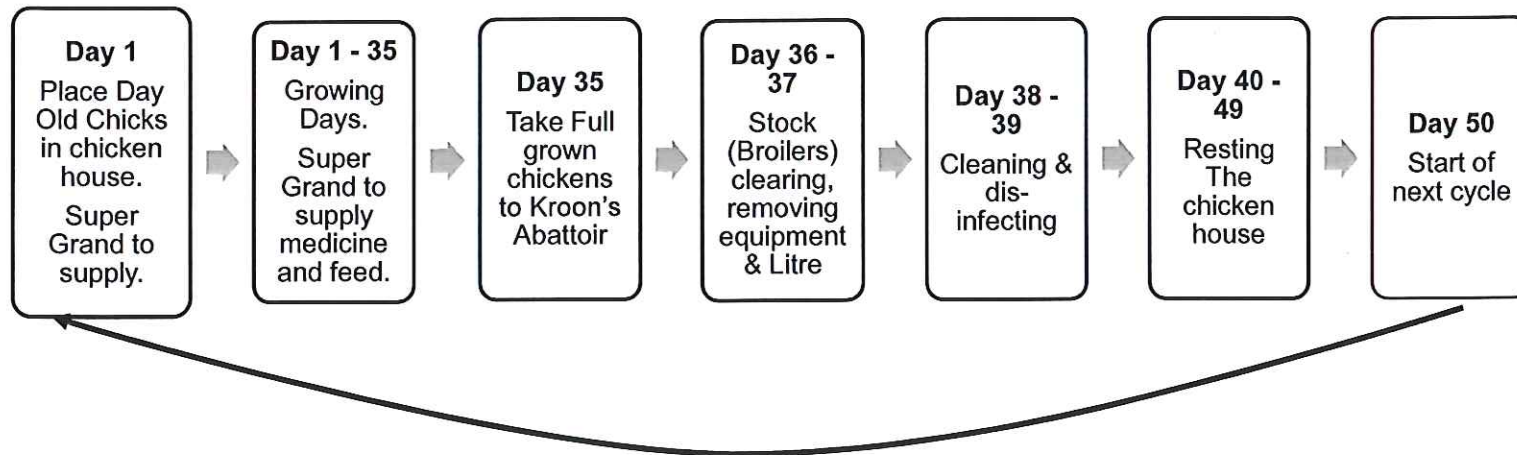 Day 1
Place Day
Old Chicks
in chicken
house.
Super
Grand to
supply.
Day 1 - 35
Growing
Days.
Super
Grand to
supply
medicine
and feed.
Day 35
Take Full
grown
chickens
to Kroon's
Abattoir
Day 36 -
37
Stock
(Broilers)
clearing,
removing
equipment
& Litre
Day 38 -
39
Cleaning &
dis-
infecting
Day 40 -
49
Resting
The
chicken
house
Day 50
Start of
next cycle